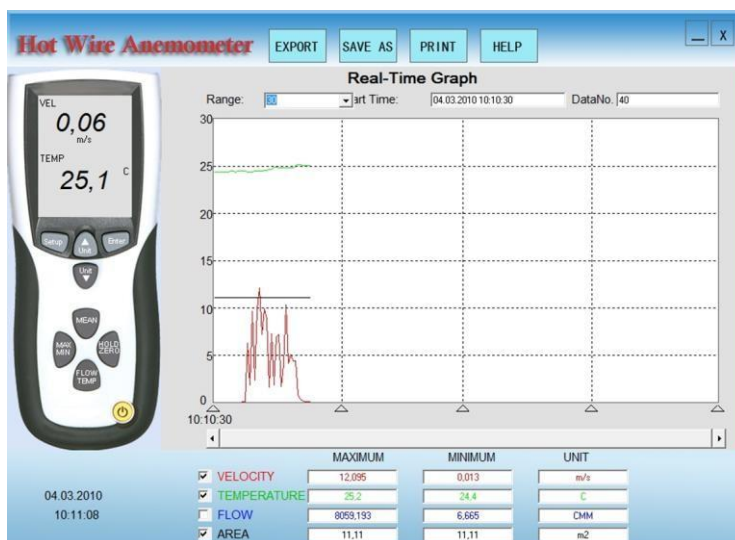 Hot Wire Anemometer EXPORT SAVE AS PRINT HELP X
Real-Time Graph
Range: 30 art Time: 04.03.2010 10:10:30 DataNo. 40
VEL
0,06
m/s
TEMP
25,1 C
Setup Unit Enter
Unit
MEAN
MAX MIN HOLD ZERO
FLOW TEMP
30
25
20
15
10
5
0
10:10:30
MAXIMUM MINIMUM UNIT
VELOCITY 12,095 0,013 m/s
TEMPERATURE 25,2 24,4 C
FLOW 8059,193 6,665 CMM
AREA 11,11 11,11 m2
04.03.2010
10:11:08